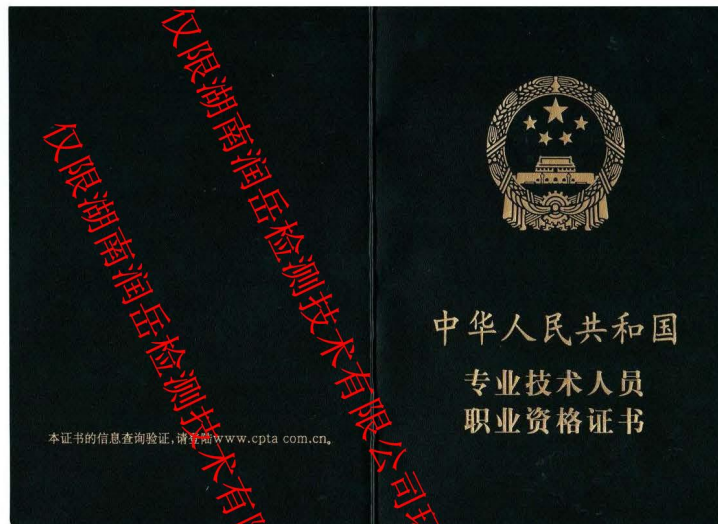 仅限湖南润岳检测技术有限公司环
仅限湖南润岳检测技术有限
本证书的信息查询验证,请登陆www.cpta com.cn。
中华人民共和国
专业技术人员
职业资格证书